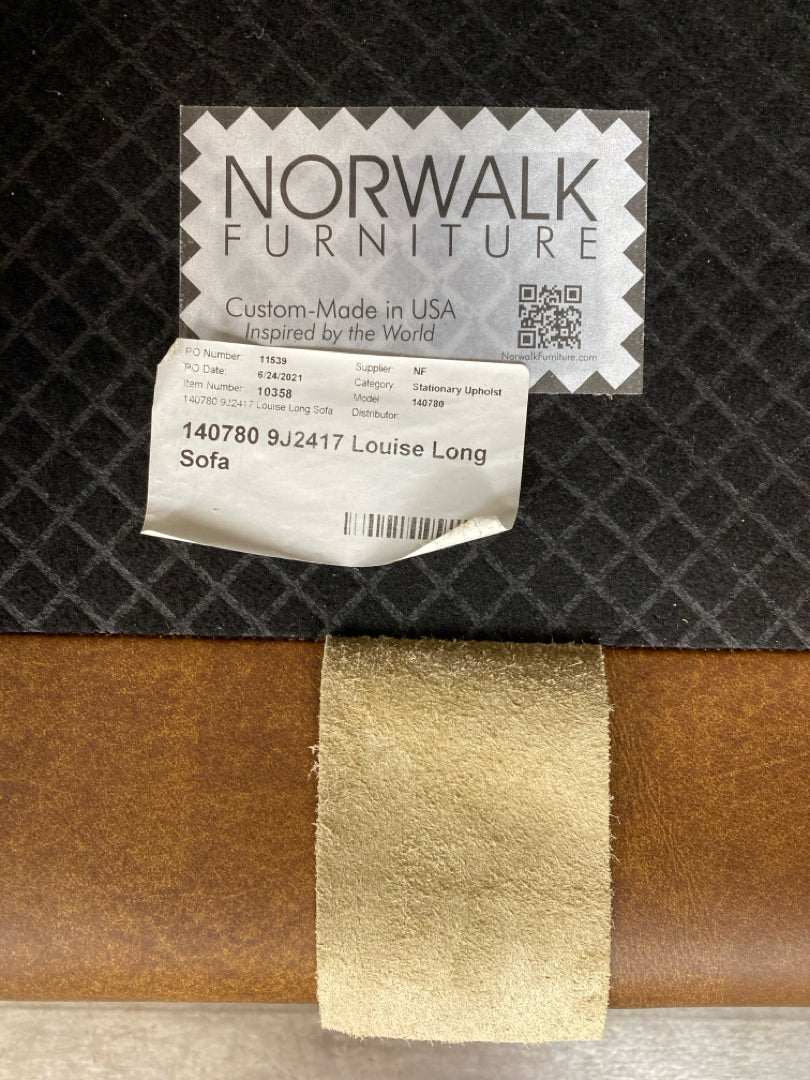 NORWALK
FURNITURE
Custom-Made in USA
Inspired by the World
NorwalkFurniture.com
PO Number: 11539
PO Date: 6/24/2021
Item Number: 10358
140780 9J2417 Louise Long Sofa
Supplier NF
Category Stationary Upholst
Model: 140780
Distributor:
140780 9J2417 Louise Long
Sofa